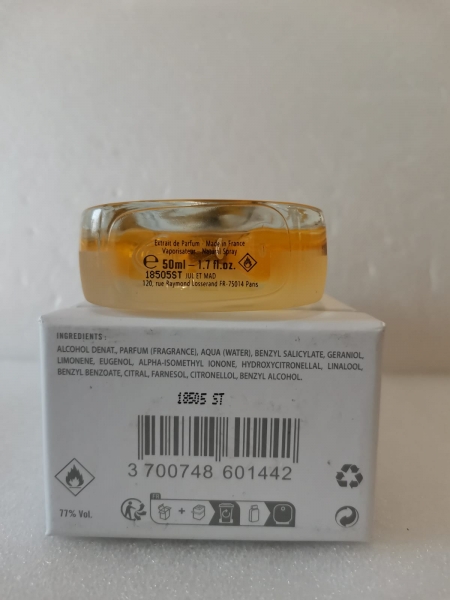 Extrait de Parfum Made in France
Vaporisateur Natural Spray
e 50ml – 1.7 fl.oz.
18505ST JUL ET MAD
120, rue Raymond Losserand FR-75014 Paris
INGREDIENTS:
ALCOHOL DENAT., PARFUM (FRAGRANCE), AQUA (WATER), BENZYL SALICYLATE, GERANIOL,
LIMONENE, EUGENOL, ALPHA-ISOMETHYL IONONE, HYDROXYCITRONELLAL, LINALOOL,
BENZYL BENZOATE, CITRAL, FARNESOL, CITRONELLOL, BENZYL ALCOHOL.
18505 ST
3 700748 601442
77% Vol.
FR